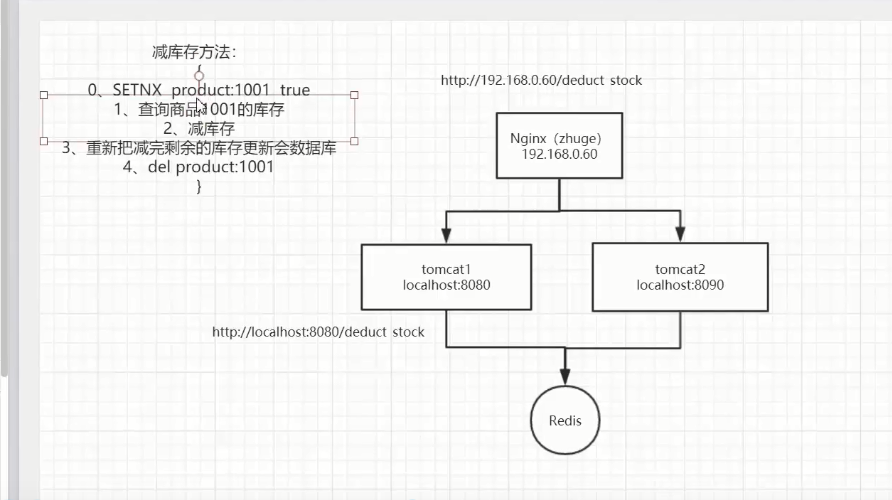 减库存方法:
{
0、SETNX product:1001 true
1、查询商品1001的库存
2、减库存
3、重新把减完剩余的库存更新会数据库
4、del product:1001
}
http://192.168.0.60/deduct stock
Nginx（zhuge）
192.168.0.60
tomcat1
localhost:8080
tomcat2
localhost:8090
http://localhost:8080/deduct stock
Redis